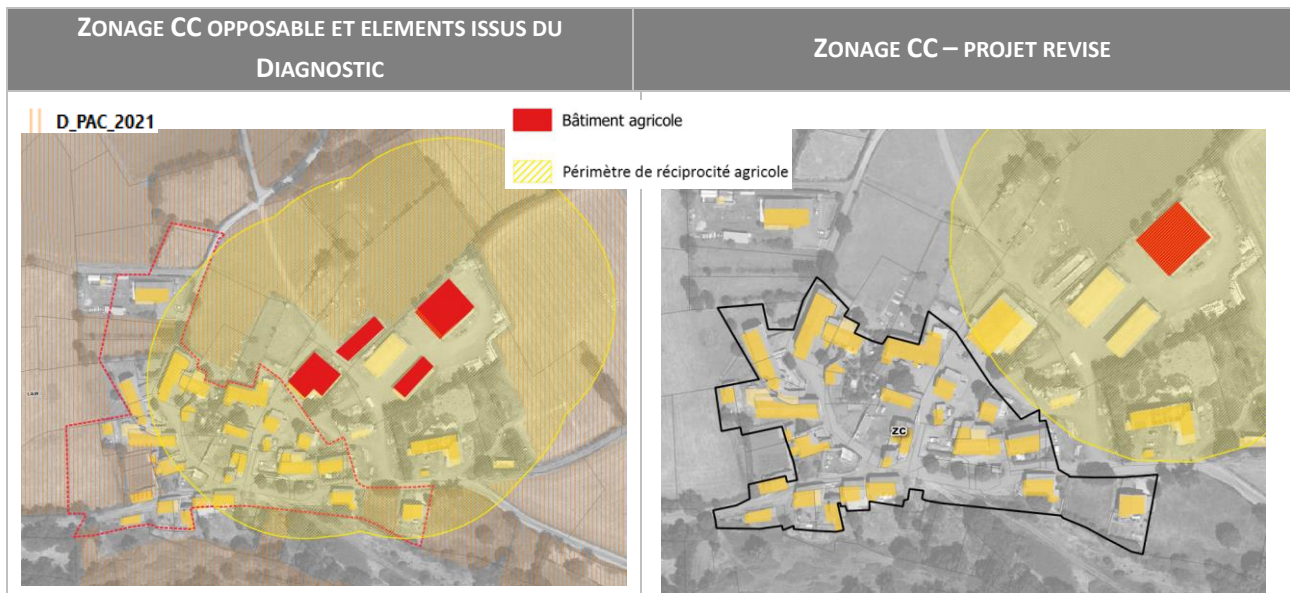 ZONAGE CC OPPOSABLE ET ELEMENTS ISSUS DU
DIAGNOSTIC
ZONAGE CC – PROJET REVISE
D_PAC_2021
Bâtiment agricole
Périmètre de réciprocité agricole
ZC